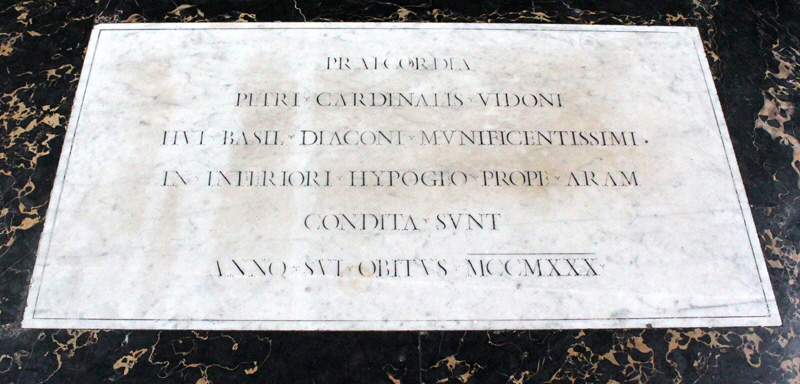 PRAECORDIA
PETRI · CARDINALIS · VIDONI
HVI · BASIL · DIACONI · MVNIFICENTISSIMI ·
IN · INFERIORI · HYPOGEO · PROPE · ARAM
CONDITA · SVNT
ANNO · SVI · OBITVS · MCCMXXX ·